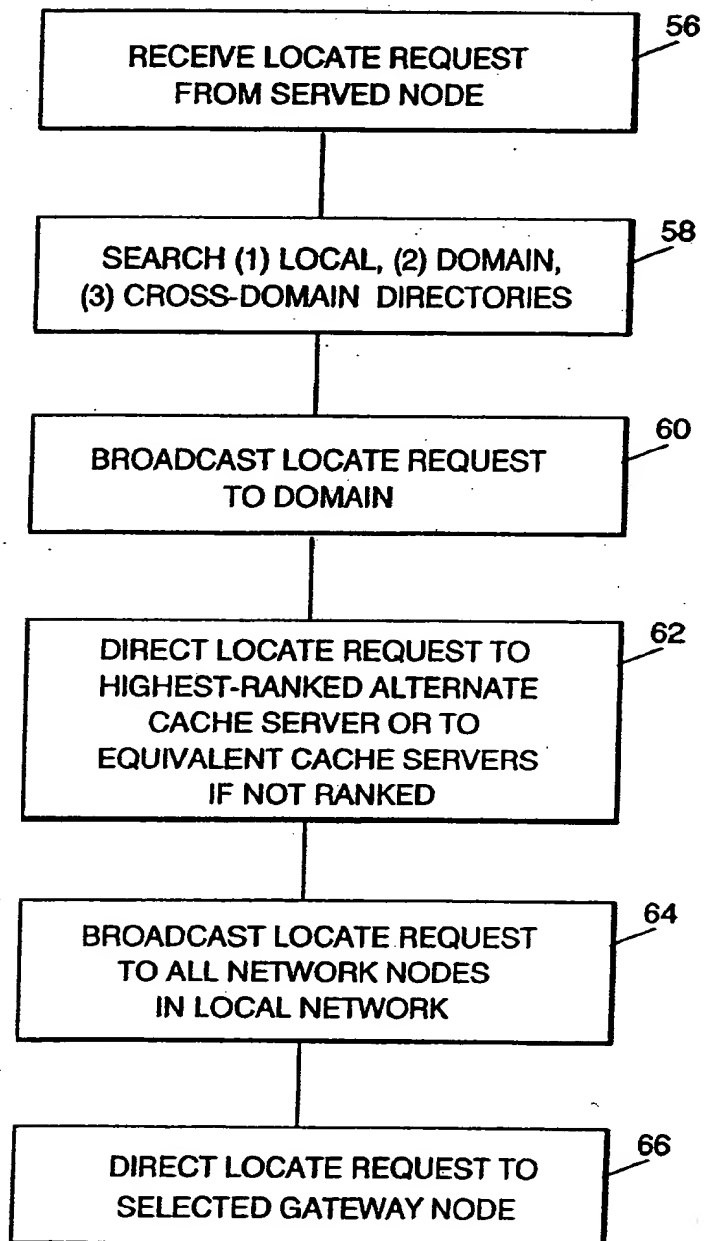 56
RECEIVE LOCATE REQUEST
FROM SERVED NODE
58
SEARCH (1) LOCAL, (2) DOMAIN,
(3) CROSS-DOMAIN DIRECTORIES
60
BROADCAST LOCATE REQUEST
TO DOMAIN
62
DIRECT LOCATE REQUEST TO
HIGHEST-RANKED ALTERNATE
CACHE SERVER OR TO
EQUIVALENT CACHE SERVERS
IF NOT RANKED
64
BROADCAST LOCATE REQUEST
TO ALL NETWORK NODES
IN LOCAL NETWORK
66
DIRECT LOCATE REQUEST TO
SELECTED GATEWAY NODE